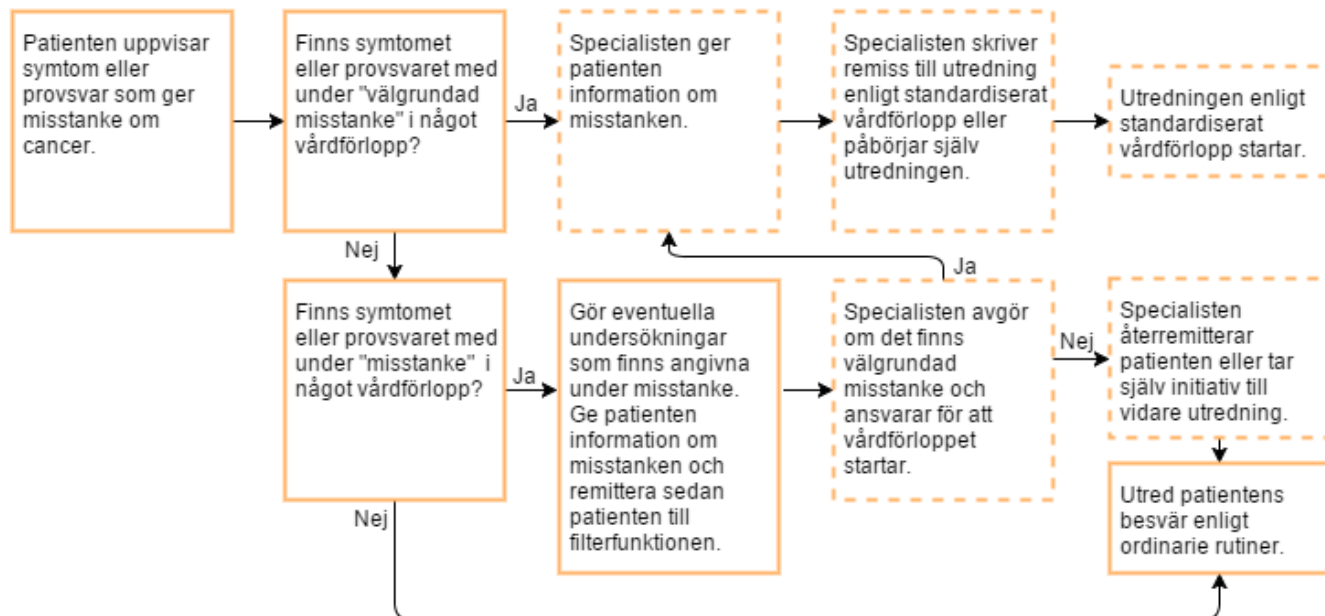 Patienten uppvisar
symtom eller
provsvar som ger
misstanke om
cancer.
Finns symtomet
eller provsvaret med
under "välgrundad
misstanke" i något
vårdförlopp?
Ja
Specialisten ger
patienten
information om
misstanken.
Specialisten skriver
remiss till utredning
enligt standardiserat
vårdförlopp eller
påbörjar själv
utredningen.
Utredningen enligt
standardiserat
vårdförlopp startar.
Nej
Ja
Finns symtomet
eller provsvaret med
under "misstanke" i
något vårdförlopp?
Ja
Gör eventuella
undersökningar
som finns angivna
under misstanke.
Ge patienten
information om
misstanken och
remittera sedan
patienten till
filterfunktionen.
Specialisten avgör
om det finns
välgrundad
misstanke och
ansvarar för att
vårdförloppet
startar.
Nej
Specialisten
återremitterar
patienten eller tar
själv initiativ till
vidare utredning.
Nej
Utred patientens
besvär enligt
ordinarie rutiner.